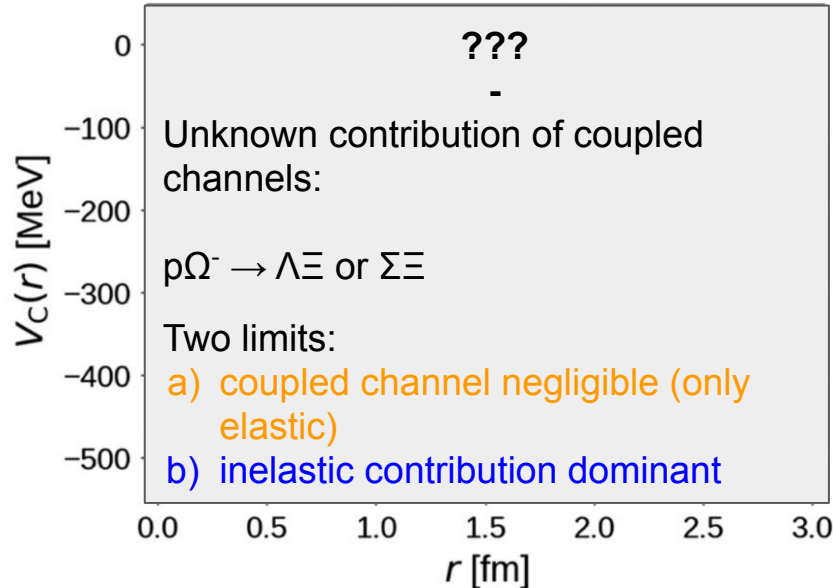 ???
-
Unknown contribution of coupled
channels:
pΩ⁻ → ΛΞ or ΣΞ
Two limits:
a) coupled channel negligible (only
elastic)
b) inelastic contribution dominant
V_C(r) [MeV]
0
−100
−200
−300
−400
−500
0.0 0.5 1.0 1.5 2.0 2.5 3.0
r [fm]